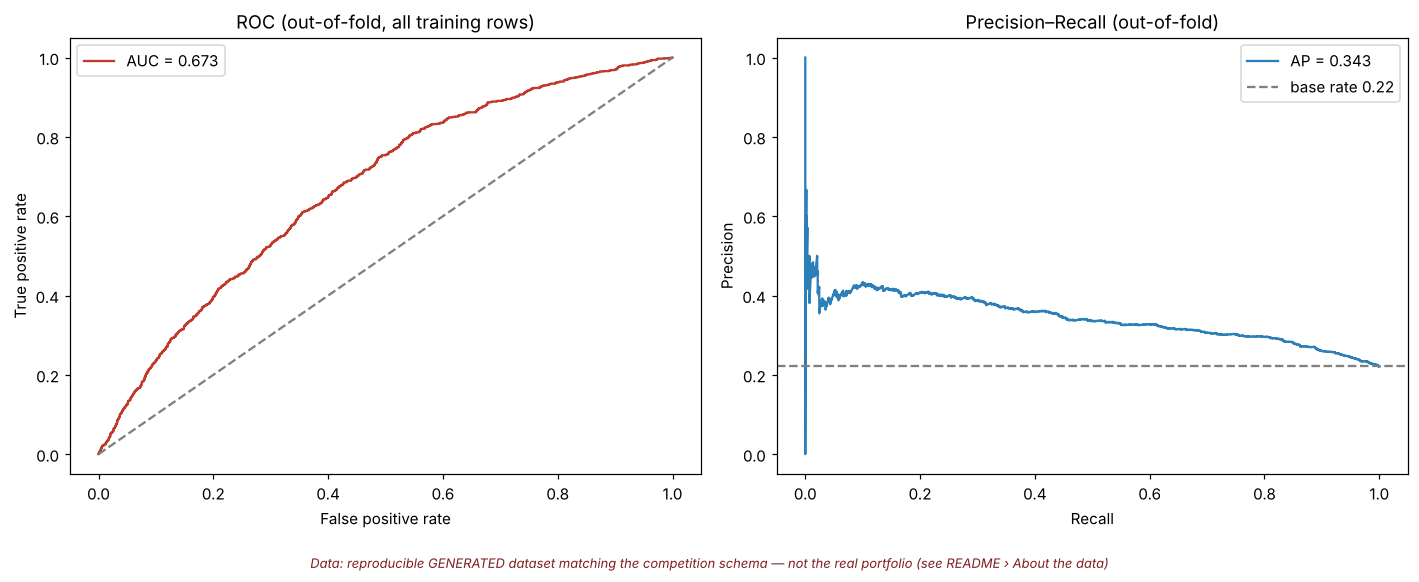 ROC (out-of-fold, all training rows)
AUC = 0.673
True positive rate
1.0
0.8
0.6
0.4
0.2
0.0
0.0 0.2 0.4 0.6 0.8 1.0
False positive rate
Precision–Recall (out-of-fold)
AP = 0.343
base rate 0.22
Precision
1.0
0.8
0.6
0.4
0.2
0.0
0.0 0.2 0.4 0.6 0.8 1.0
Recall
Data: reproducible GENERATED dataset matching the competition schema — not the real portfolio (see README › About the data)